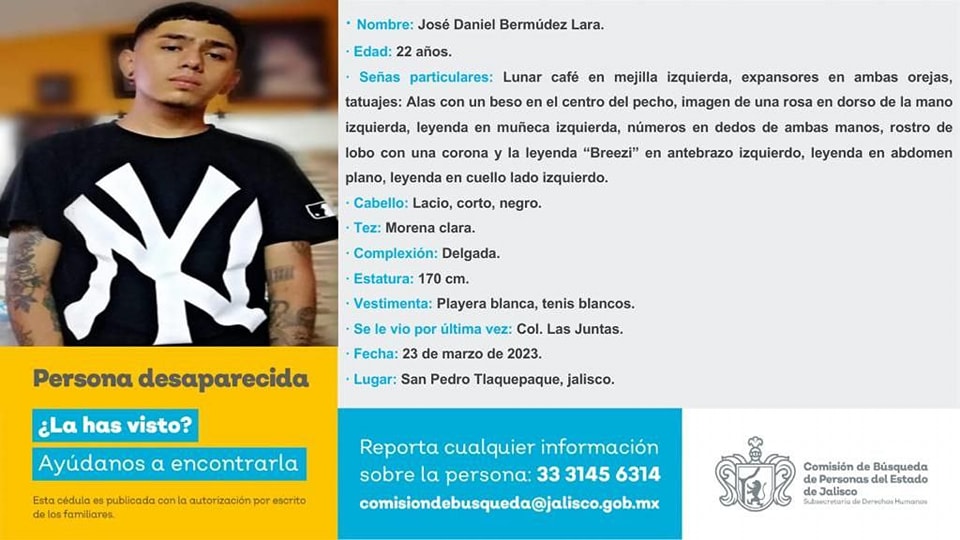 · Nombre: José Daniel Bermúdez Lara.
· Edad: 22 años.
· Señas particulares: Lunar café en mejilla izquierda, expansores en ambas orejas,
tatuajes: Alas con un beso en el centro del pecho, imagen de una rosa en dorso de la mano
izquierda, leyenda en muñeca izquierda, números en dedos de ambas manos, rostro de
lobo con una corona y la leyenda “Breezi” en antebrazo izquierdo, leyenda en abdomen
plano, leyenda en cuello lado izquierdo.
· Cabello: Lacio, corto, negro.
· Tez: Morena clara.
· Complexión: Delgada.
· Estatura: 170 cm.
· Vestimenta: Playera blanca, tenis blancos.
· Se le vio por última vez: Col. Las Juntas.
· Fecha: 23 de marzo de 2023.
· Lugar: San Pedro Tlaquepaque, jalisco.
NY
Persona desaparecida
¿La has visto?
Ayúdanos a encontrarla
Esta cédula es publicada con la autorización por escrito
de los familiares.
Reporta cualquier información
sobre la persona: 33 3145 6314
comisiondebusqueda@jalisco.gob.mx
Comisión de Búsqueda
de Personas del Estado
de Jalisco
Subsecretaría de Derechos Humanos